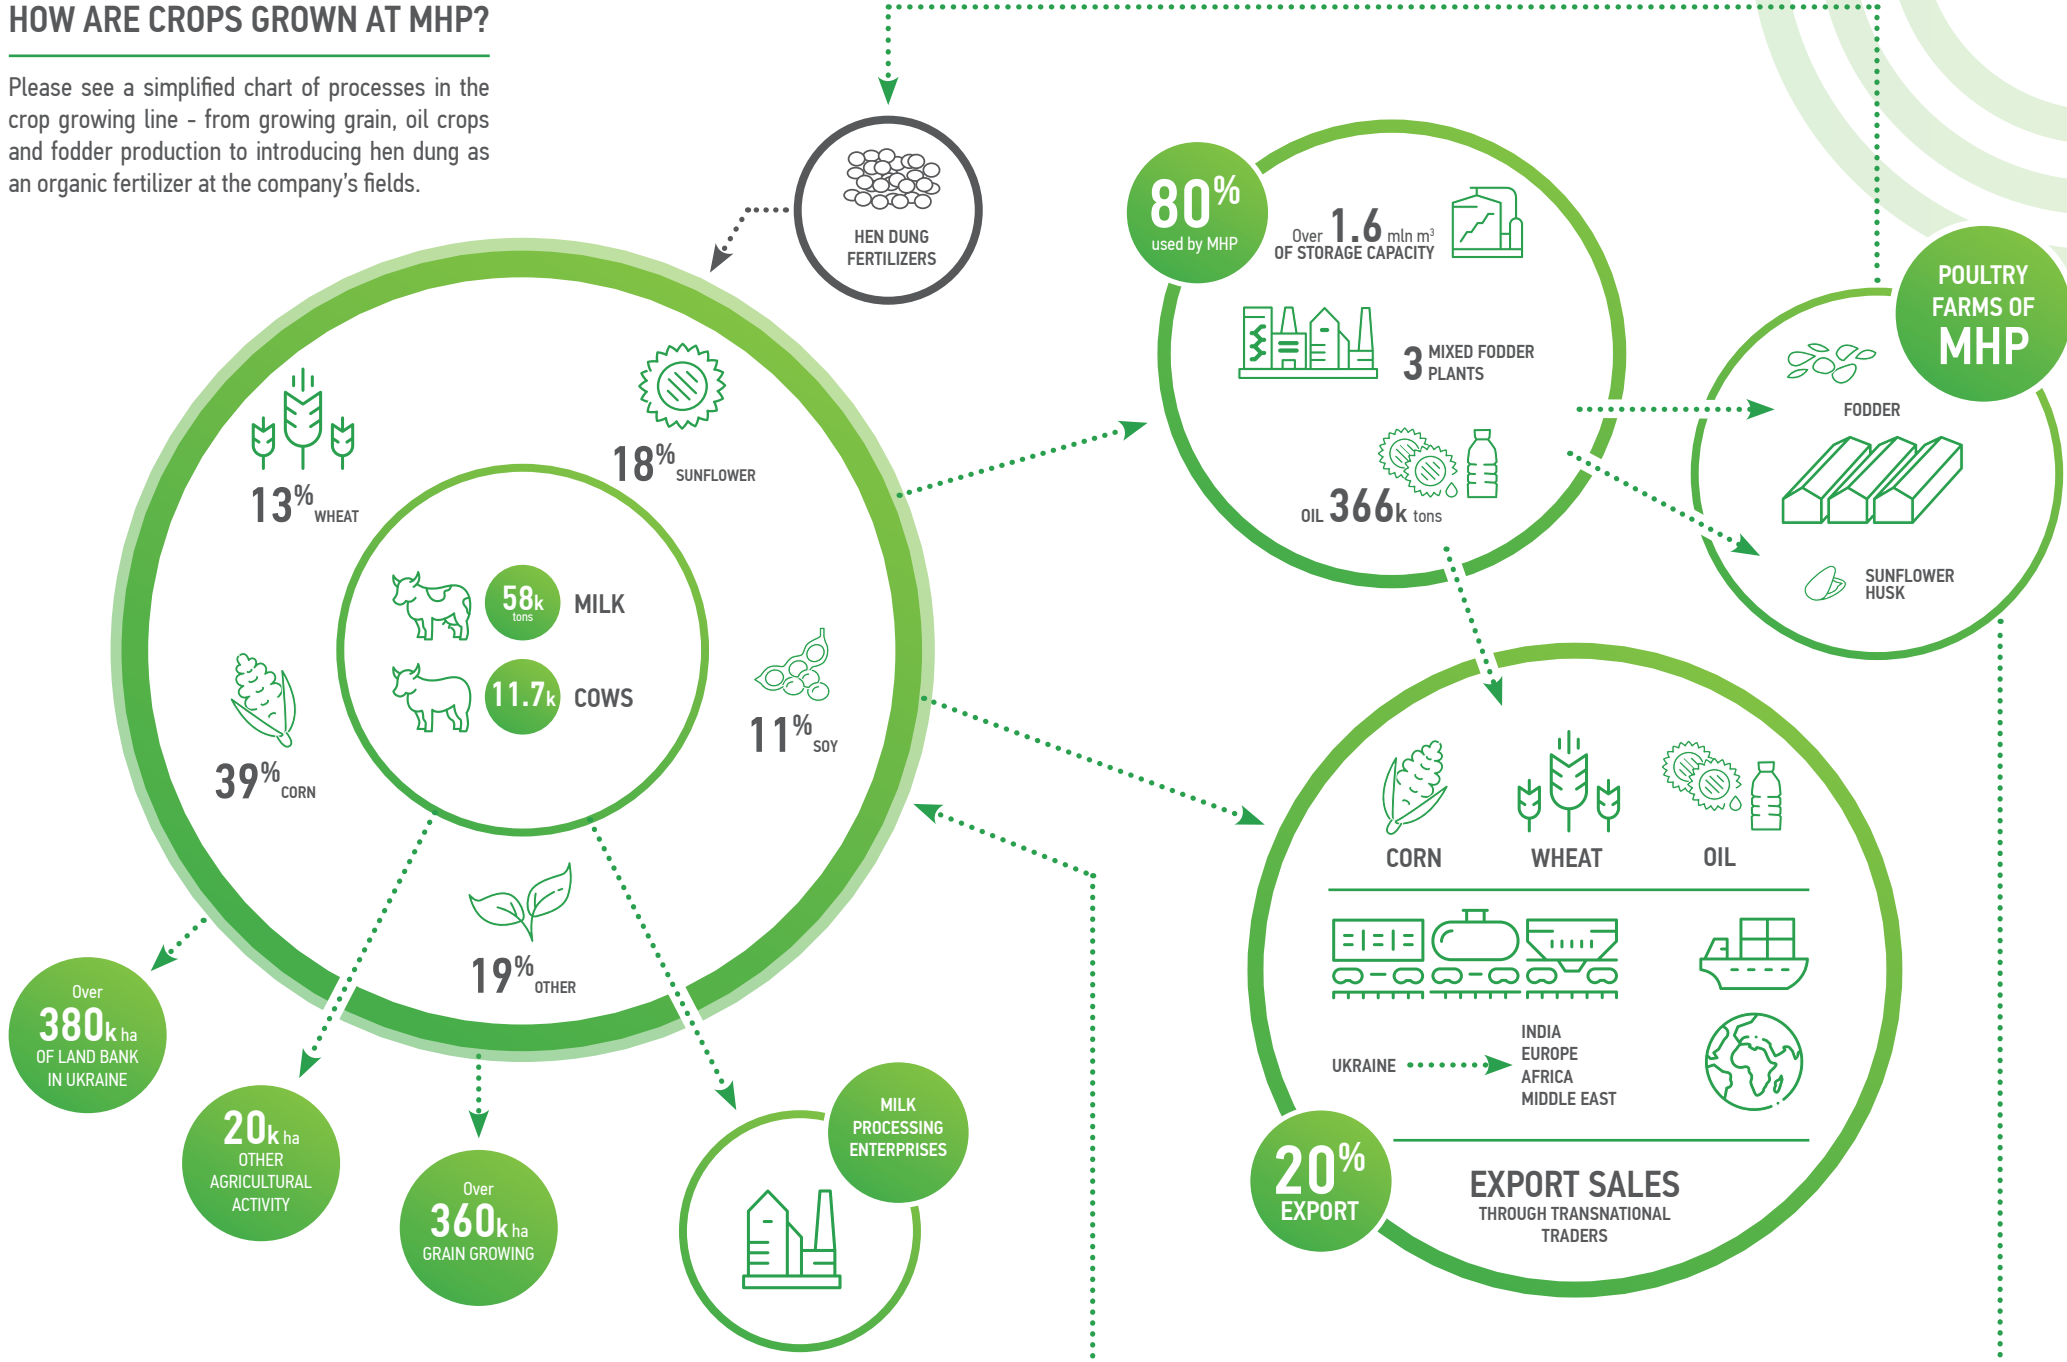 HOW ARE CROPS GROWN AT MHP?
Please see a simplified chart of processes in the
crop growing line - from growing grain, oil crops
and fodder production to introducing hen dung as
an organic fertilizer at the company's fields.
HEN DUNG
FERTILIZERS
13% WHEAT
18% SUNFLOWER
58k
tons
MILK
11.7k COWS
39% CORN
11% SOY
19% OTHER
Over
380k ha
OF LAND BANK
IN UKRAINE
20k ha
OTHER
AGRICULTURAL
ACTIVITY
Over
360k ha
GRAIN GROWING
MILK
PROCESSING
ENTERPRISES
80%
used by MHP
Over 1.6 mln m³
OF STORAGE CAPACITY
3 MIXED FODDER
PLANTS
OIL 366k tons
POULTRY
FARMS OF
MHP
FODDER
SUNFLOWER
HUSK
CORN WHEAT OIL
UKRAINE
INDIA
EUROPE
AFRICA
MIDDLE EAST
20%
EXPORT
EXPORT SALES
THROUGH TRANSNATIONAL
TRADERS